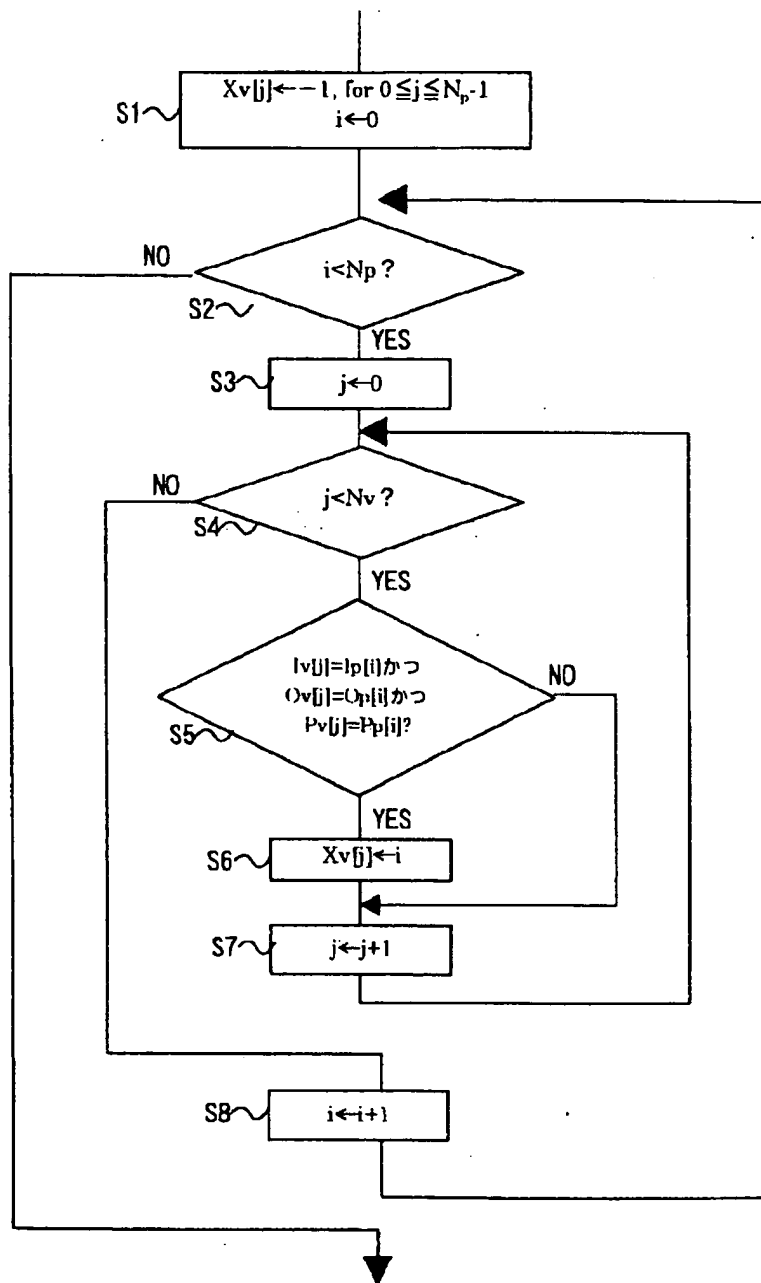 Xv[j]←−1, for 0≦j≦Np-1
i←0
S1
i<Np?
NO
S2
YES
S3
j←0
j<Nv?
NO
S4
YES
Iv[j]=Ip[i]かつ
Ov[j]=Op[i]かつ
Pv[j]=Pp[i]?
NO
S5
YES
S6
Xv[j]←i
S7
j←j+1
S8
i←i+1